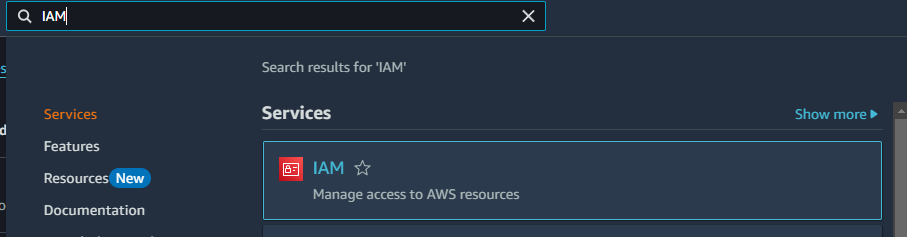 IAM
Search results for 'IAM'
Services
Features
Resources New
Documentation
Services
Show more
IAM
Manage access to AWS resources